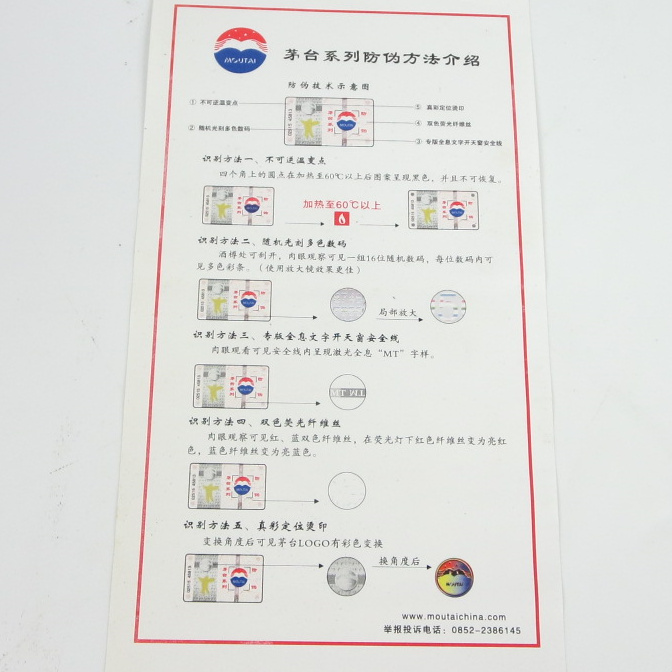 MOUTAI
茅台系列防伪方法介绍
防伪技术示意图
① 不可逆温变点
② 随机光刻多色数码
⑤ 真彩定位烫印
④ 双色荧光纤维丝
③ 专版全息文字开天窗安全线
识别方法一、不可逆温变点
四个角上的圆点在加热至60℃以上后图案呈现黑色，并且不可恢复。
加热至60℃以上
识别方法二、随机光刻多色数码
酒樽处可刮开，肉眼观察可见一组16位随机数码，每位数码内可
见多色彩条。（使用放大镜效果更佳）
局部放大
识别方法三、专版全息文字开天窗安全线
肉眼观看可见安全线内呈现激光全息“MT”字样。
识别方法四、双色荧光纤维丝
肉眼观察可见红、蓝双色纤维丝，在荧光灯下红色纤维丝变为亮红
色，蓝色纤维丝变为亮蓝色。
识别方法五、真彩定位烫印
变换角度后可见茅台LOGO有彩色变换
换角度后
MOUTAI
www.moutaichina.com
举报投诉电话：0852-2386145